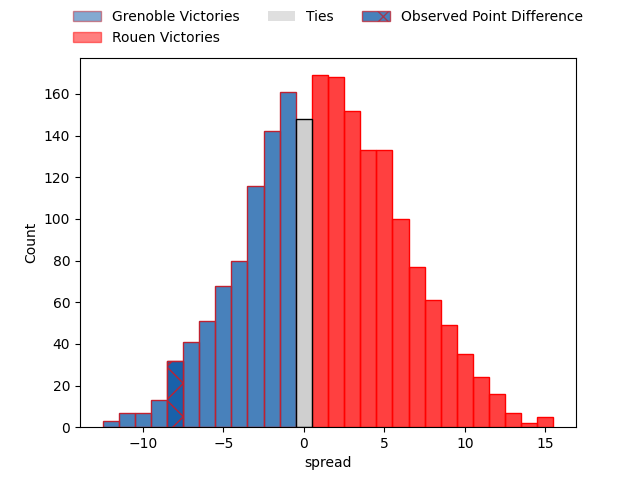 Grenoble Victories
Ties
Observed Point Difference
Rouen Victories
160
140
120
100
80
60
40
20
0
Count
−10
−5
0
5
10
15
spread